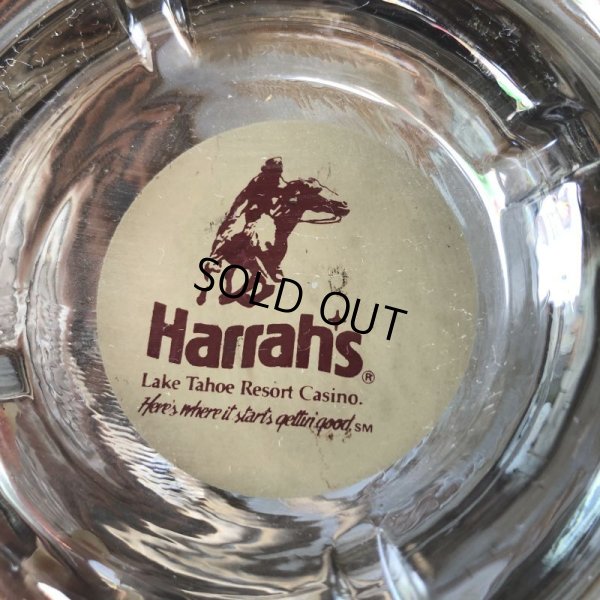 SOLD OUT
Harrah's®
Lake Tahoe Resort Casino.
Here's where it starts gettin' good. SM